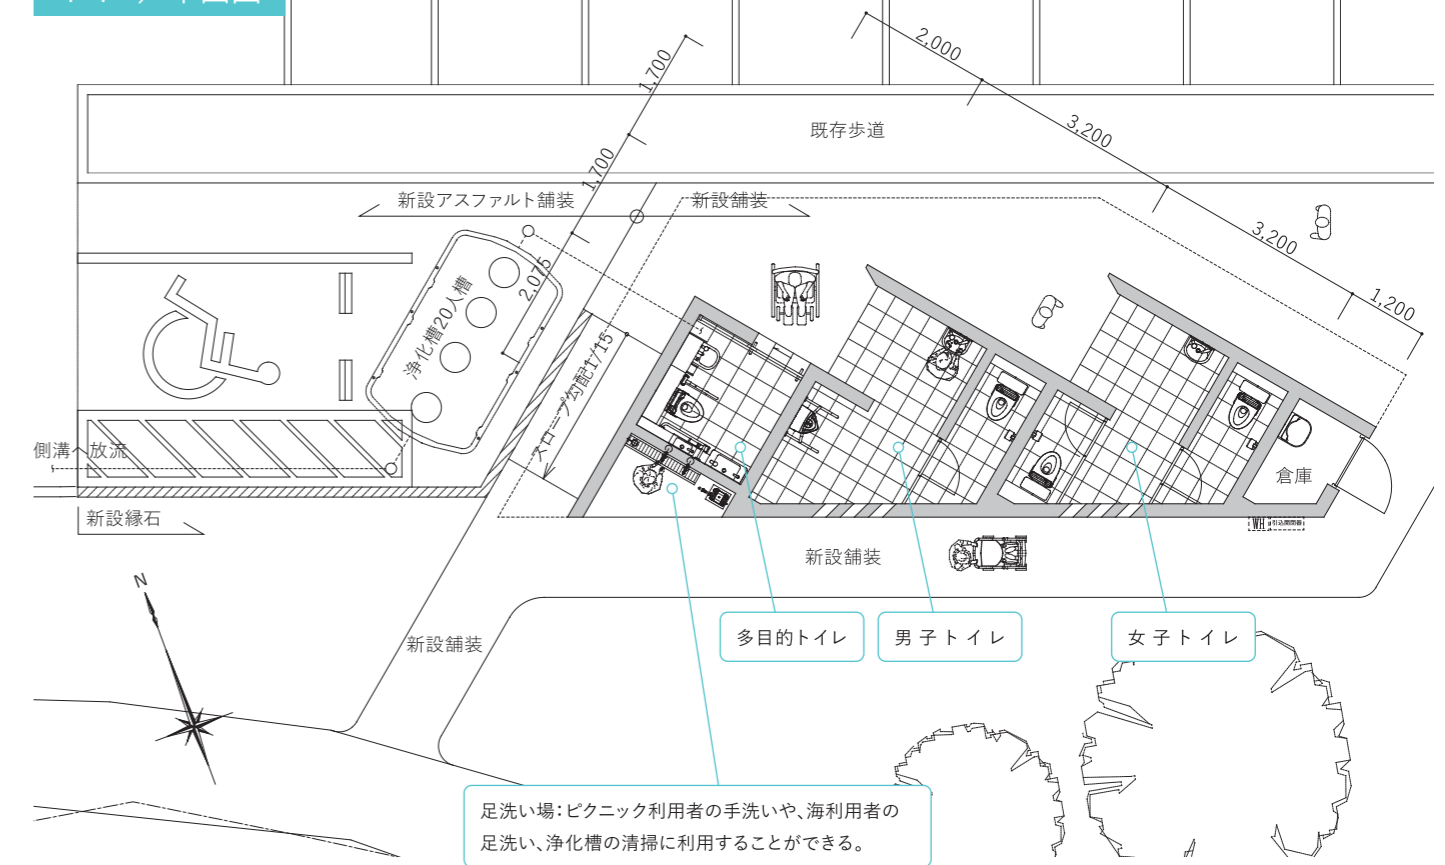 2,000
1,700
3,200
既存歩道
1,700
新設アスファルト舗装
新設舗装
3,200
2,075
1,200
浄化槽20人槽
スロープ勾配1/15
側溝へ放流
倉庫
新設縁石
WH
引込開閉器
新設舗装
N
新設舗装
多目的トイレ
男子トイレ
女子トイレ
足洗い場:ピクニック利用者の手洗いや、海利用者の
足洗い、浄化槽の清掃に利用することができる。